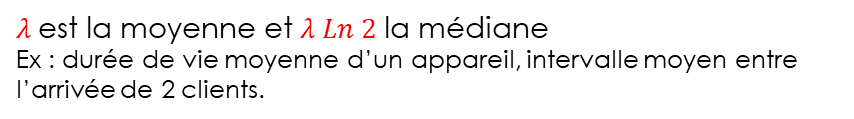 λ est la moyenne et λ Ln 2 la médiane
Ex : durée de vie moyenne d’un appareil, intervalle moyen entre
l’arrivée de 2 clients.